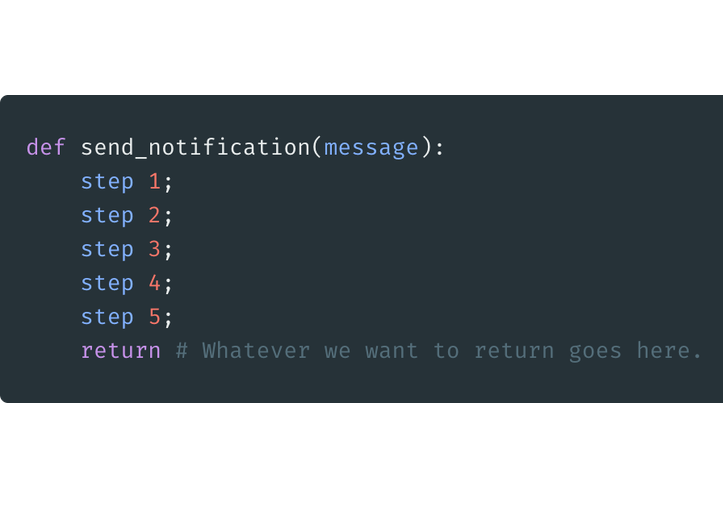 def send_notification(message):
    step 1;
    step 2;
    step 3;
    step 4;
    step 5;
    return # Whatever we want to return goes here.